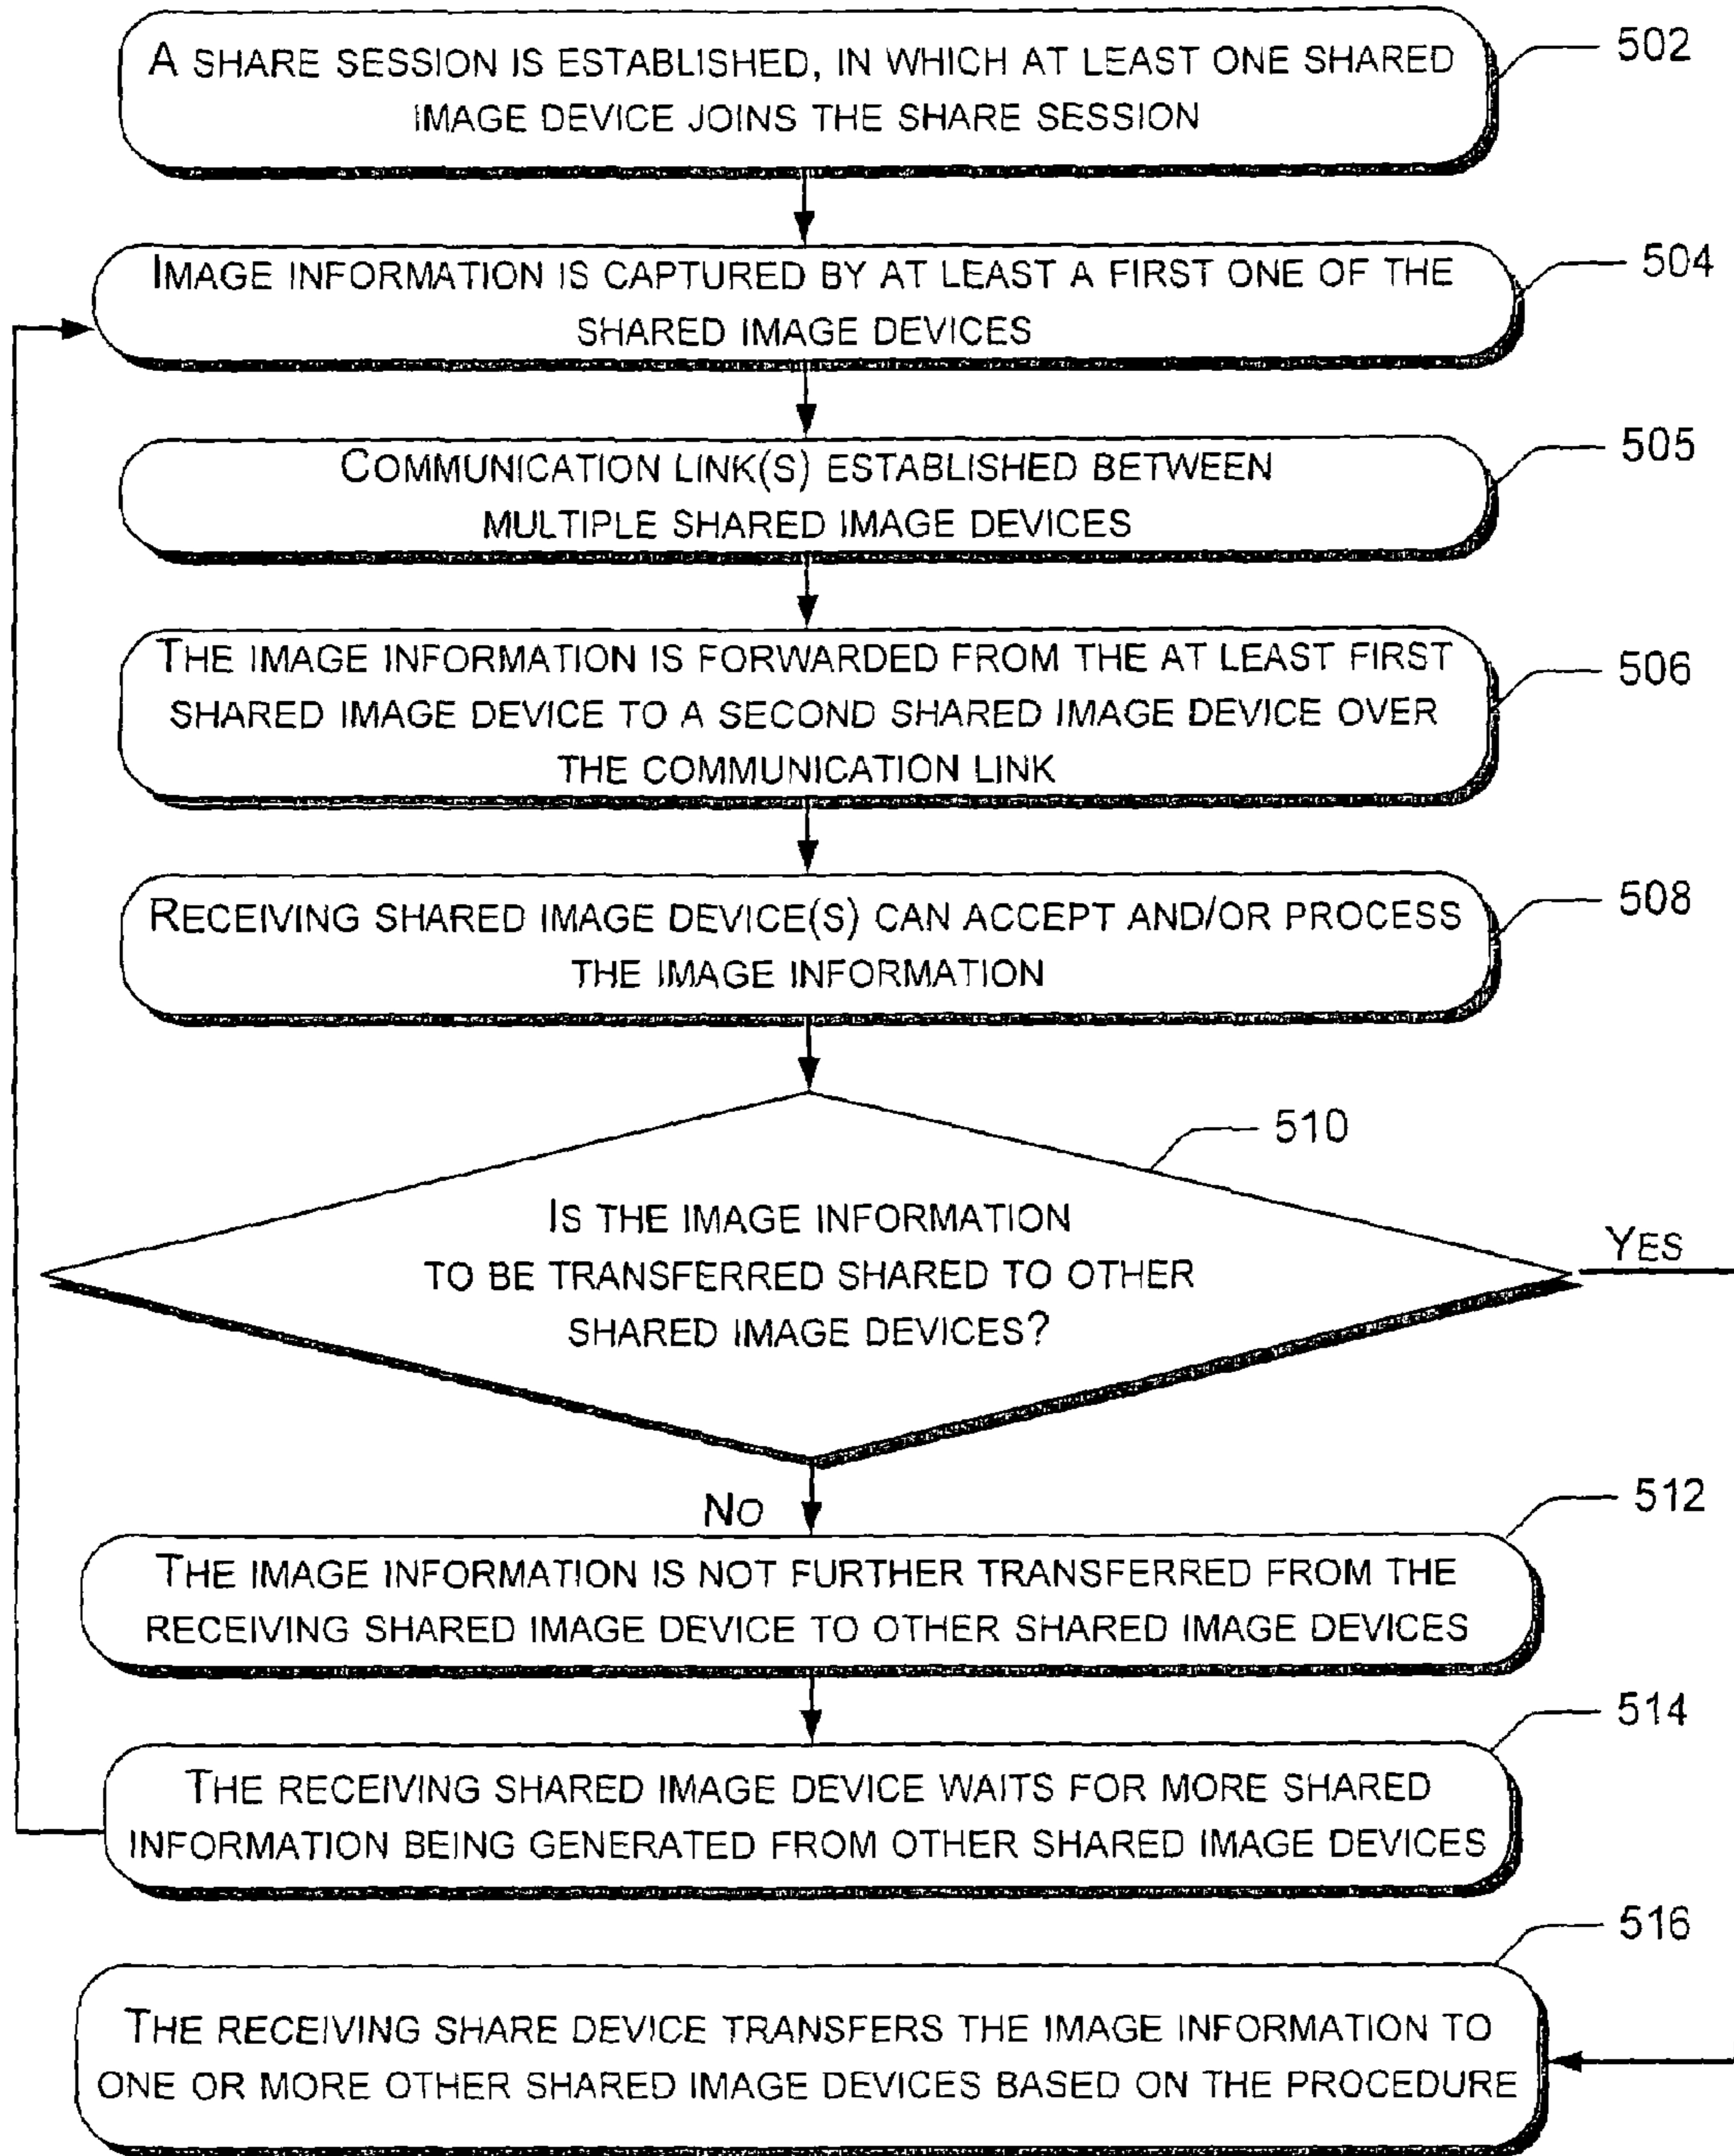 A SHARE SESSION IS ESTABLISHED, IN WHICH AT LEAST ONE SHARED
IMAGE DEVICE JOINS THE SHARE SESSION
502
IMAGE INFORMATION IS CAPTURED BY AT LEAST A FIRST ONE OF THE
SHARED IMAGE DEVICES
504
COMMUNICATION LINK(S) ESTABLISHED BETWEEN
MULTIPLE SHARED IMAGE DEVICES
505
THE IMAGE INFORMATION IS FORWARDED FROM THE AT LEAST FIRST
SHARED IMAGE DEVICE TO A SECOND SHARED IMAGE DEVICE OVER
THE COMMUNICATION LINK
506
RECEIVING SHARED IMAGE DEVICE(S) CAN ACCEPT AND/OR PROCESS
THE IMAGE INFORMATION
508
510
IS THE IMAGE INFORMATION
TO BE TRANSFERRED SHARED TO OTHER
SHARED IMAGE DEVICES?
YES
NO
512
THE IMAGE INFORMATION IS NOT FURTHER TRANSFERRED FROM THE
RECEIVING SHARED IMAGE DEVICE TO OTHER SHARED IMAGE DEVICES
514
THE RECEIVING SHARED IMAGE DEVICE WAITS FOR MORE SHARED
INFORMATION BEING GENERATED FROM OTHER SHARED IMAGE DEVICES
516
THE RECEIVING SHARE DEVICE TRANSFERS THE IMAGE INFORMATION TO
ONE OR MORE OTHER SHARED IMAGE DEVICES BASED ON THE PROCEDURE